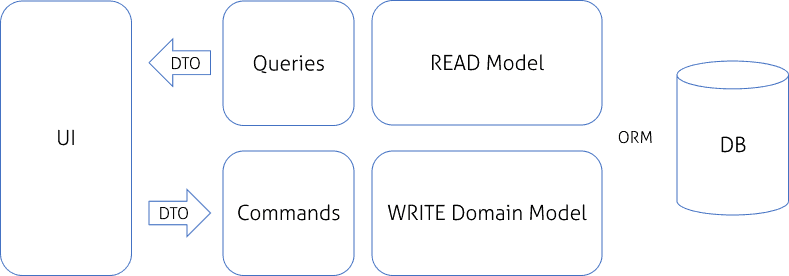 DTO
Queries
READ Model
UI
ORM
DB
DTO
Commands
WRITE Domain Model